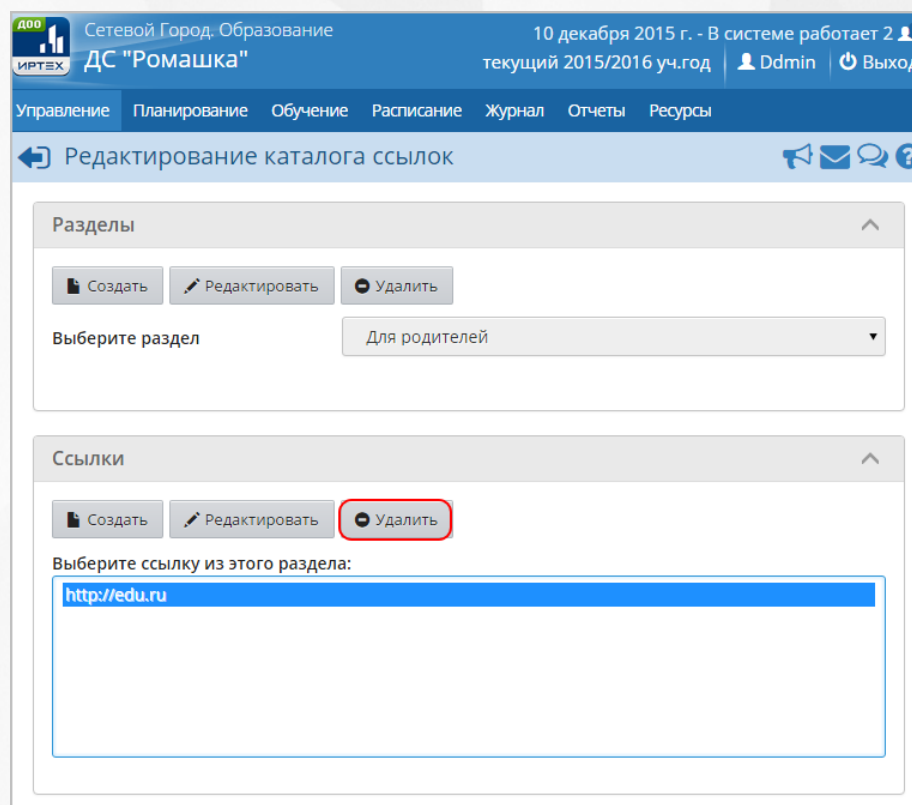 ДОО
ИРТЕХ
Сетевой Город. Образование
ДС "Ромашка"
10 декабря 2015 г. - В системе работает 2
текущий 2015/2016 уч.год Ddmin Выход
Управление Планирование Обучение Расписание Журнал Отчеты Ресурсы
Редактирование каталога ссылок
Разделы
Создать Редактировать Удалить
Выберите раздел Для родителей
Ссылки
Создать Редактировать Удалить
Выберите ссылку из этого раздела:
http://edu.ru